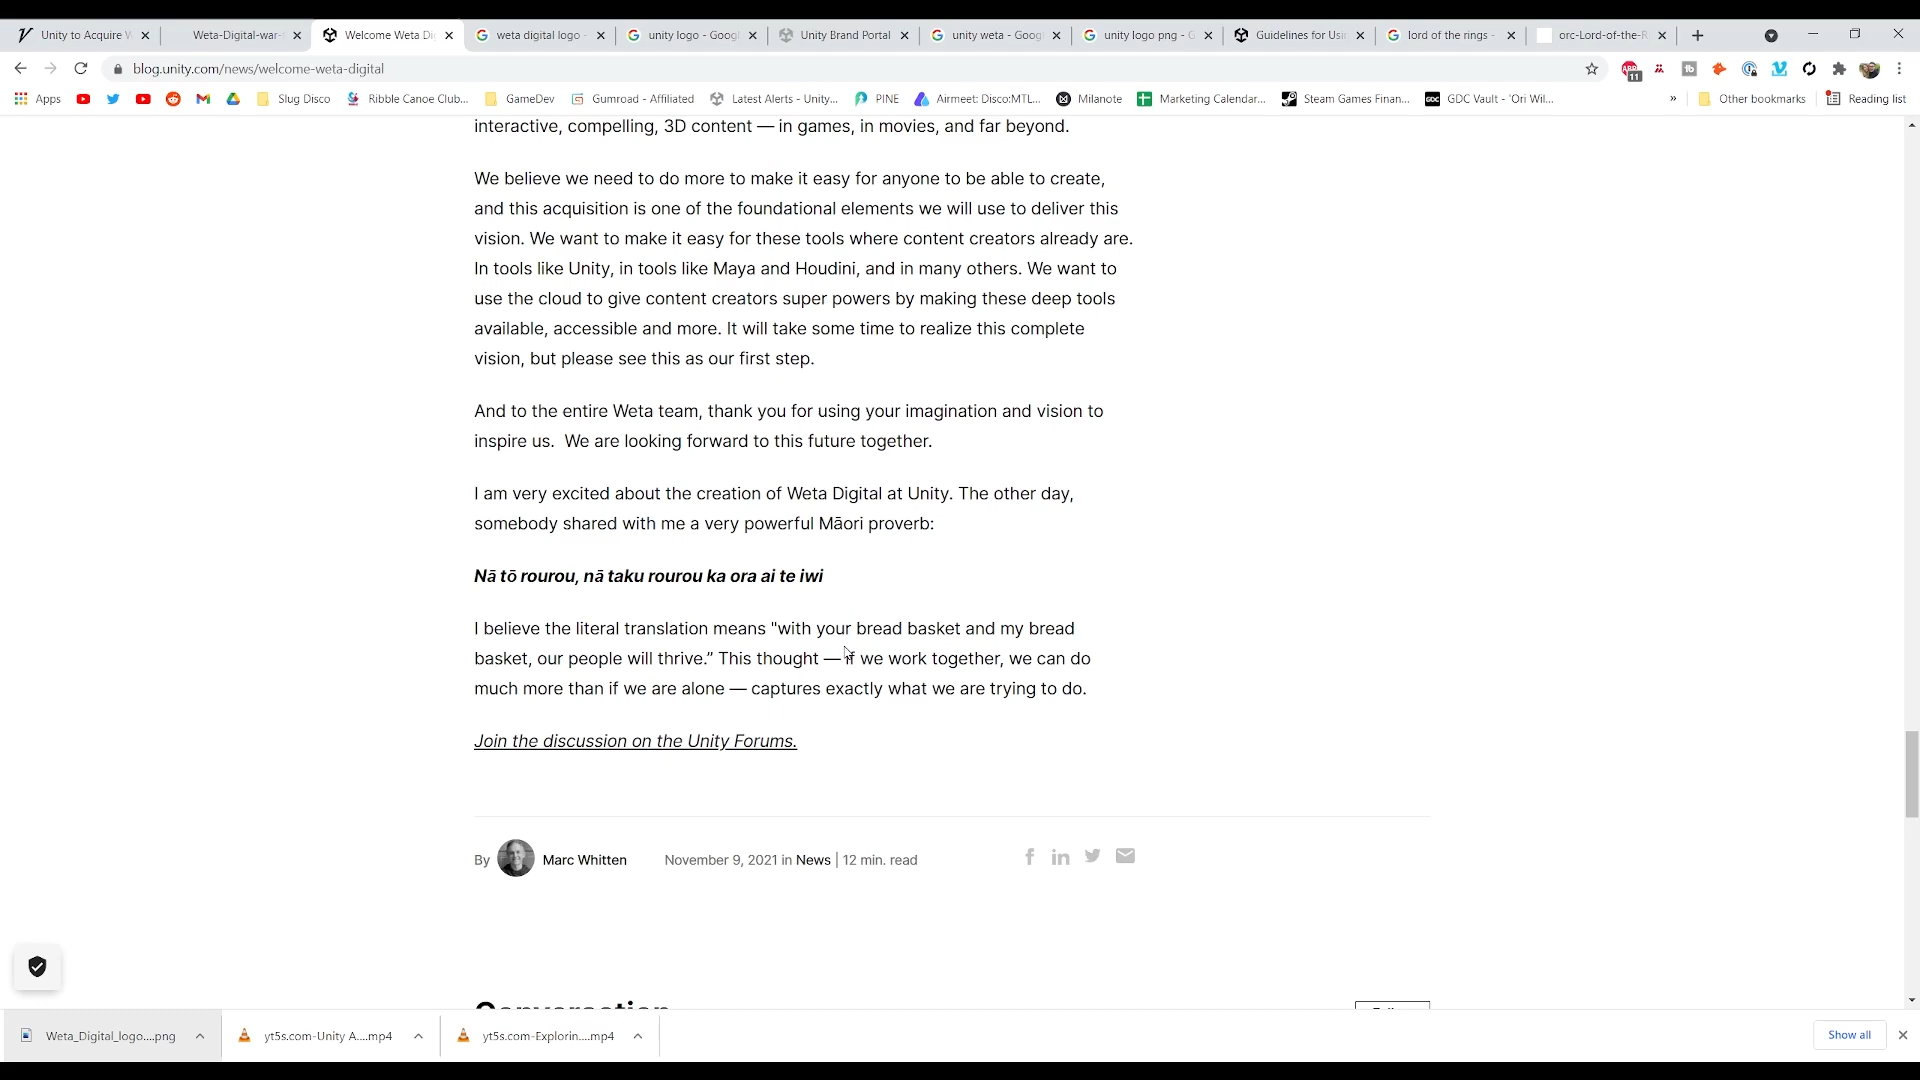 Unity to Acquire W
Weta-Digital-war-
Welcome Weta Di
weta digital logo -
unity logo - Googl
Unity Brand Portal
unity weta - Goog
unity logo png - G
Guidelines for Usin
lord of the rings -
orc-Lord-of-the-R
blog.unity.com/news/welcome-weta-digital
11
Apps
Slug Disco
Ribble Canoe Club...
GameDev
Gumroad - Affiliated
Latest Alerts - Unity...
PINE
Airmeet: Disco:MTL...
Milanote
Marketing Calendar...
Steam Games Finan...
GDC Vault - 'Ori Wil...
»
Other bookmarks
Reading list
interactive, compelling, 3D content — in games, in movies, and far beyond.
We believe we need to do more to make it easy for anyone to be able to create,
and this acquisition is one of the foundational elements we will use to deliver this
vision. We want to make it easy for these tools where content creators already are.
In tools like Unity, in tools like Maya and Houdini, and in many others. We want to
use the cloud to give content creators super powers by making these deep tools
available, accessible and more. It will take some time to realize this complete
vision, but please see this as our first step.
And to the entire Weta team, thank you for using your imagination and vision to
inspire us.  We are looking forward to this future together.
I am very excited about the creation of Weta Digital at Unity. The other day,
somebody shared with me a very powerful Māori proverb:
Nā tō rourou, nā taku rourou ka ora ai te iwi
I believe the literal translation means "with your bread basket and my bread
basket, our people will thrive.” This thought — if we work together, we can do
much more than if we are alone — captures exactly what we are trying to do.
Join the discussion on the Unity Forums.
By Marc Whitten November 9, 2021 in News | 12 min. read
Conversation
Weta_Digital_logo....png
yt5s.com-Unity A....mp4
yt5s.com-Explorin....mp4
Show all